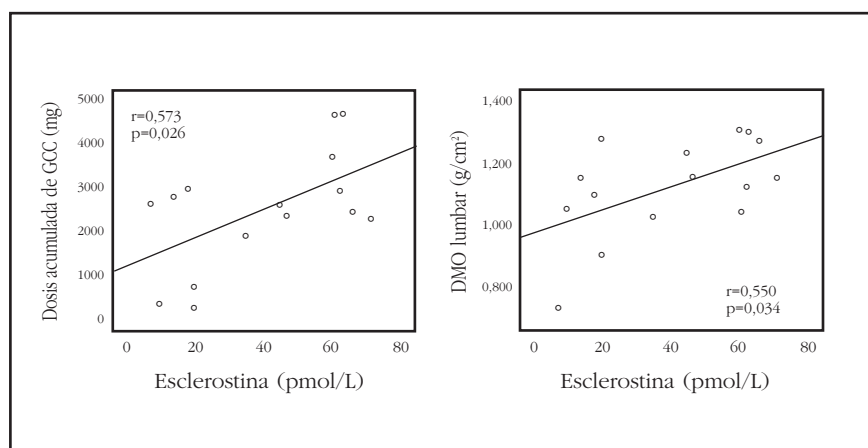 Dosis acumulada de GCC (mg)
5000
4000
3000
2000
1000
0
r=0,573
p=0,026
0 20 40 60 80
Esclerostina (pmol/L)
DMO lumbar (g/cm²)
1,400
1,200
1,000
0,800
r=0,550
p=0,034
0 20 40 60 80
Esclerostina (pmol/L)